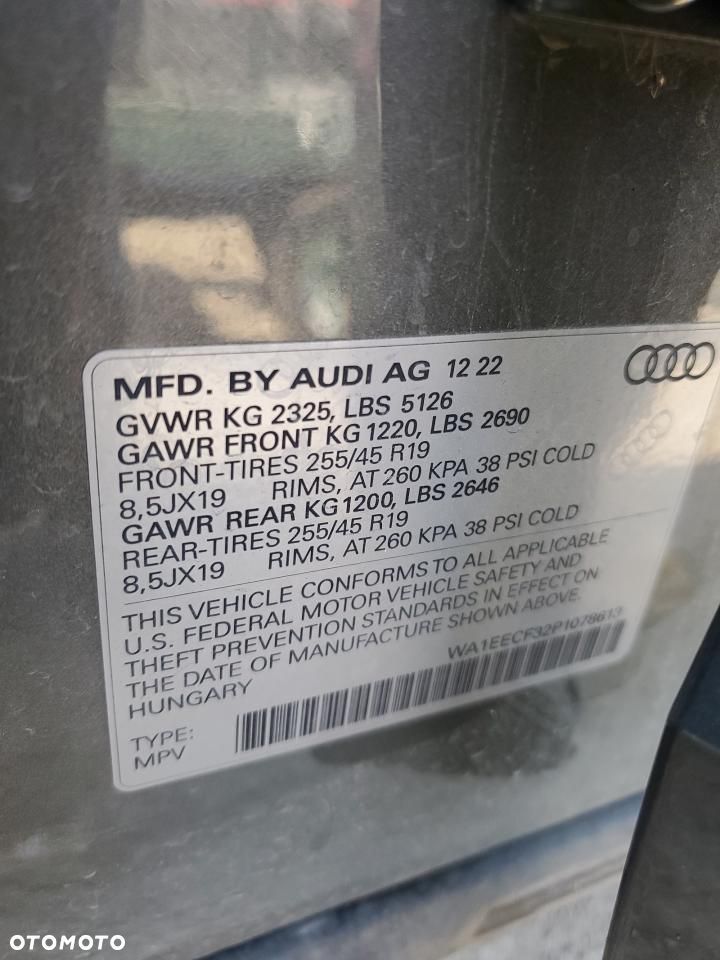 MFD. BY AUDI AG 12 22
GVWR KG 2325, LBS 5126
GAWR FRONT KG 1220, LBS 2690
FRONT-TIRES 255/45 R19
8,5JX19 RIMS, AT 260 KPA 38 PSI COLD
GAWR REAR KG 1200, LBS 2646
REAR-TIRES 255/45 R19
8,5JX19 RIMS, AT 260 KPA 38 PSI COLD
THIS VEHICLE CONFORMS TO ALL APPLICABLE
U.S. FEDERAL MOTOR VEHICLE SAFETY AND
THEFT PREVENTION STANDARDS IN EFFECT ON
THE DATE OF MANUFACTURE SHOWN ABOVE.
HUNGARY WA1EECF32P1078613
TYPE:
MPV
OTOMOTO